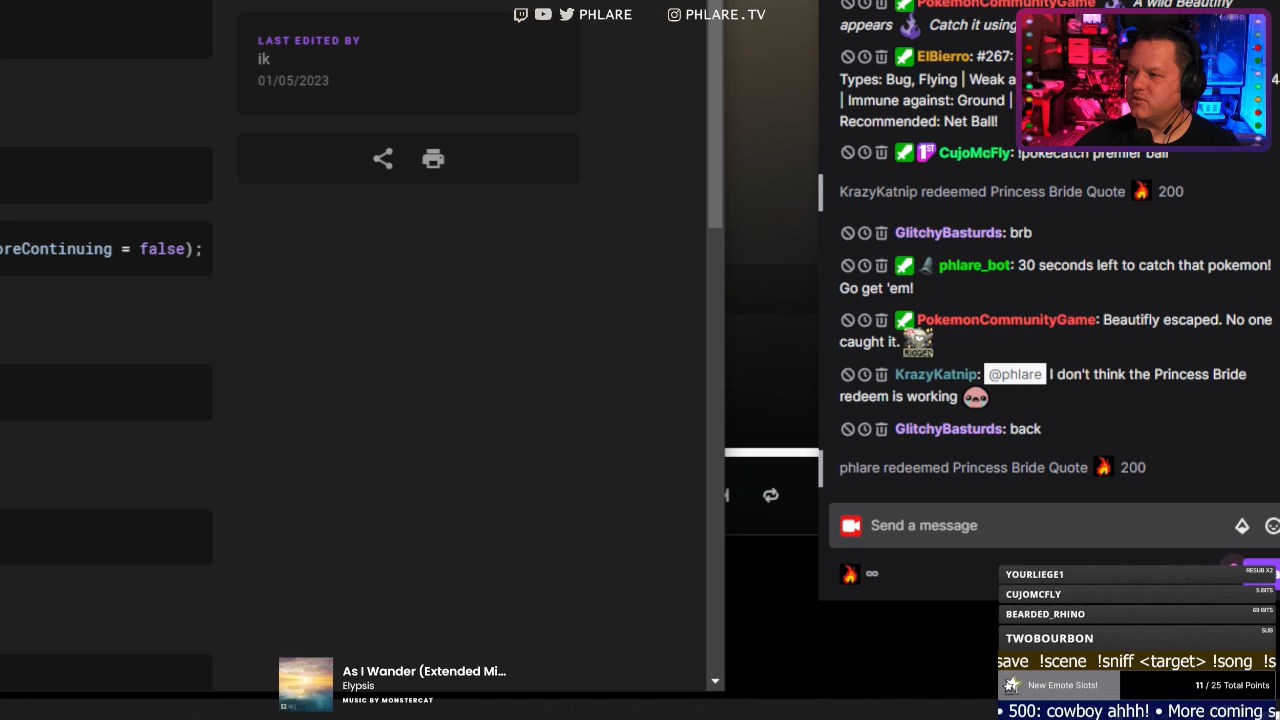 PHLARE PHLARE.TV
LAST EDITED BY
ik
01/05/2023
oreContinuing = false);
PokemonCommunityGame: A wild Beautifly
appears Catch it using
ElBierro: #267:
Types: Bug, Flying | Weak a
| Immune against: Ground |
Recommended: Net Ball!
CujoMcFly: !pokecatch premier ball
KrazyKatnip redeemed Princess Bride Quote 200
GlitchyBasturds: brb
phlare_bot: 30 seconds left to catch that pokemon!
Go get 'em!
PokemonCommunityGame: Beautifly escaped. No one
caught it.
KrazyKatnip: @phlare I don't think the Princess Bride
redeem is working
GlitchyBasturds: back
phlare redeemed Princess Bride Quote 200
Send a message
∞
YOURLIEGE1 RESUB X2
CUJOMCFLY 5 BITS
BEARDED_RHINO 69 BITS
TWOBOURBON SUB
save !scene !sniff <target> !song !s
New Emote Slots! 11 / 25 Total Points
• 500: cowboy ahhh! • More coming s
As I Wander (Extended Mi...
Elypsis
MUSIC BY MONSTERCAT